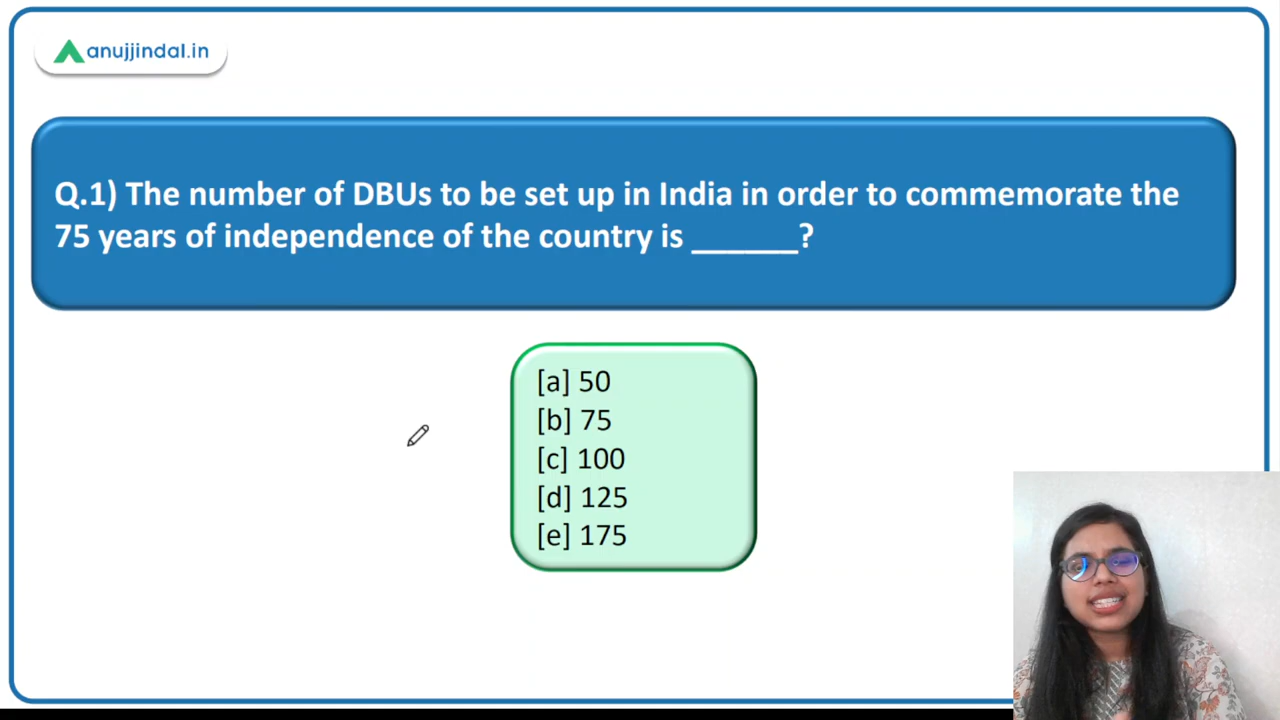 anujjindal.in
Q.1) The number of DBUs to be set up in India in order to commemorate the
75 years of independence of the country is ______?
[a] 50
[b] 75
[c] 100
[d] 125
[e] 175